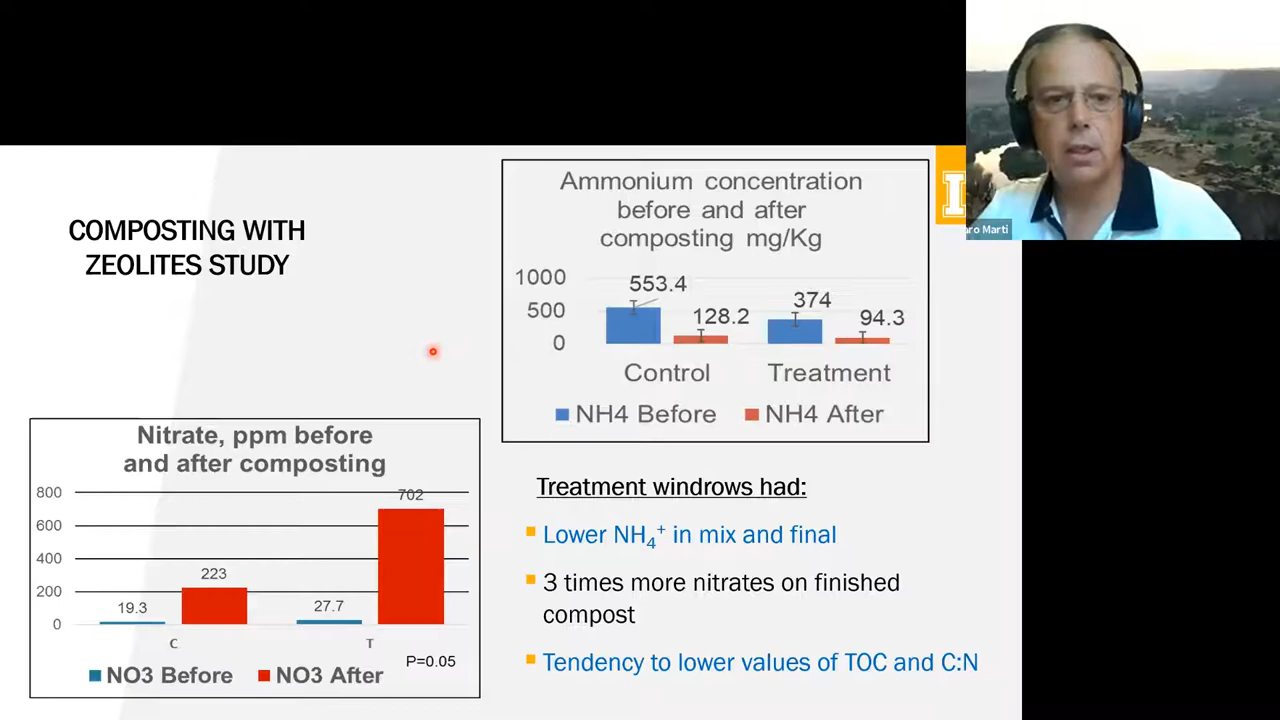 COMPOSTING WITH
ZEOLITES STUDY
Ammonium concentration
before and after
composting mg/Kg
1000
500
0
553.4
128.2
374
94.3
Control
Treatment
NH4 Before
NH4 After
I
aro Marti
Nitrate, ppm before
and after composting
800
600
400
200
0
19.3
223
27.7
702
C
T
P=0.05
NO3 Before
NO3 After
Treatment windrows had:
Lower NH₄⁺ in mix and final
3 times more nitrates on finished
compost
Tendency to lower values of TOC and C:N